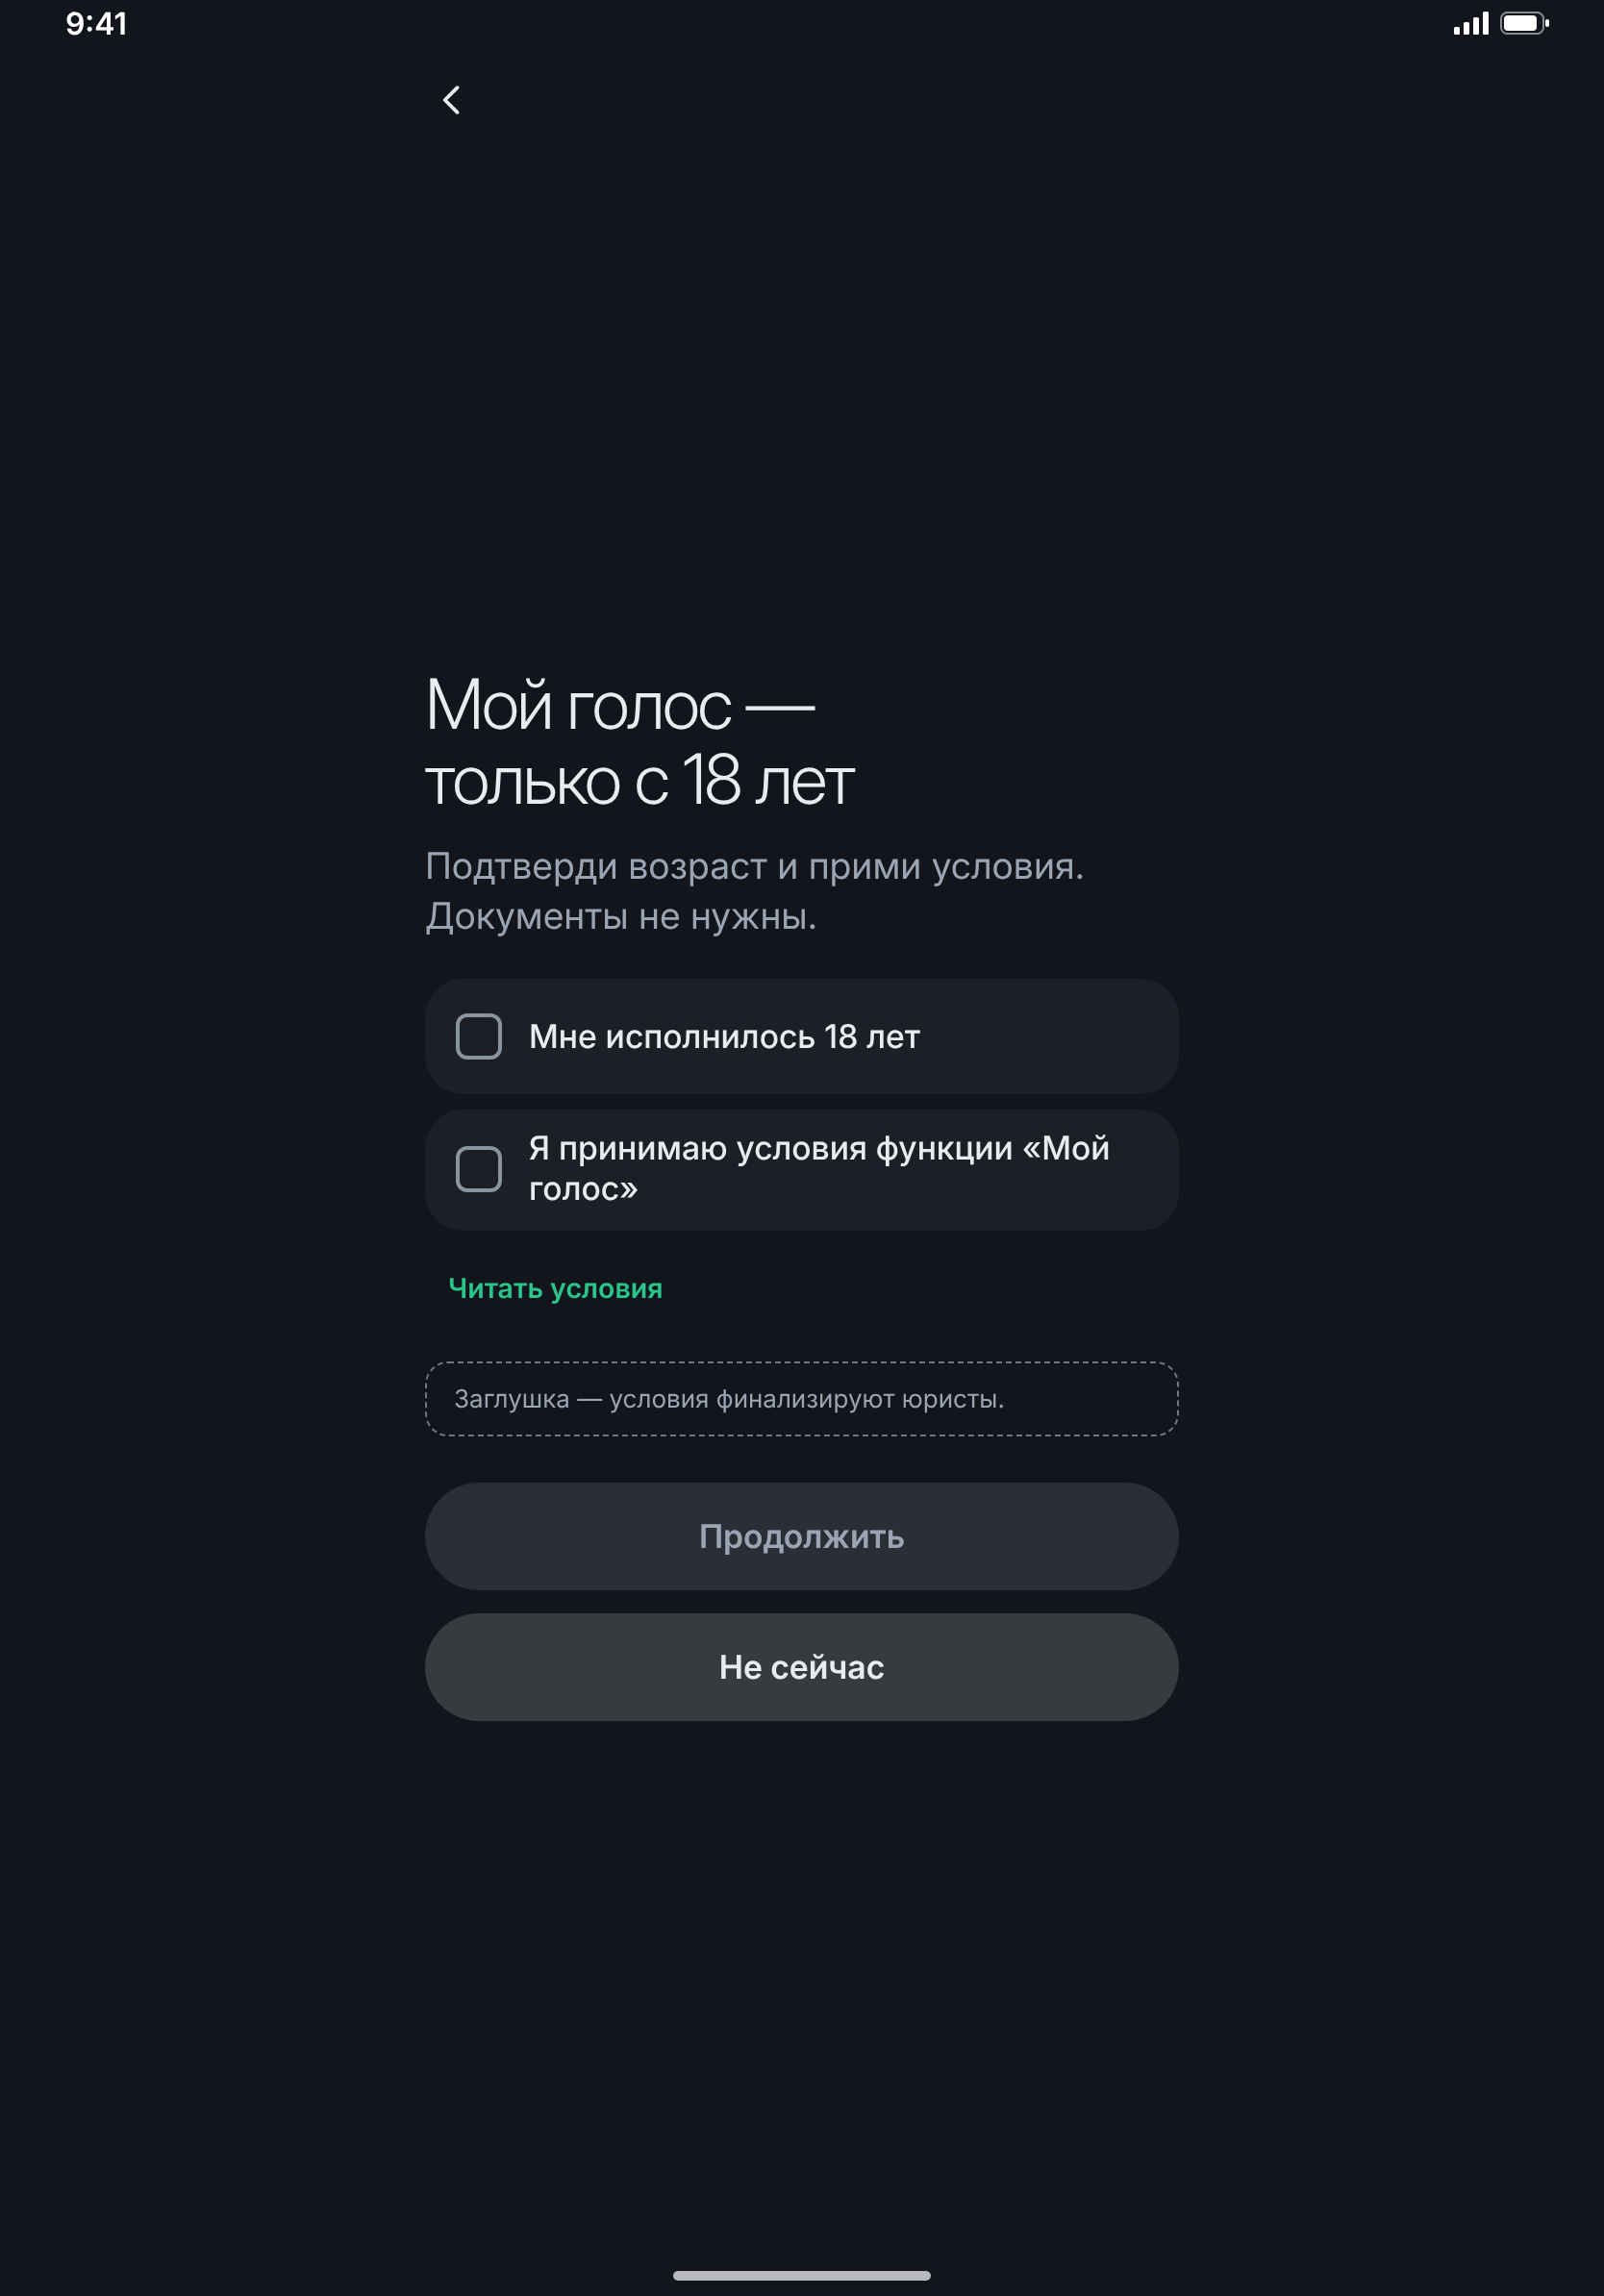 9:41
Мой голос —
только с 18 лет
Подтверди возраст и прими условия.
Документы не нужны.
Мне исполнилось 18 лет
Я принимаю условия функции «Мой
голос»
Читать условия
Заглушка — условия финализируют юристы.
Продолжить
Не сейчас